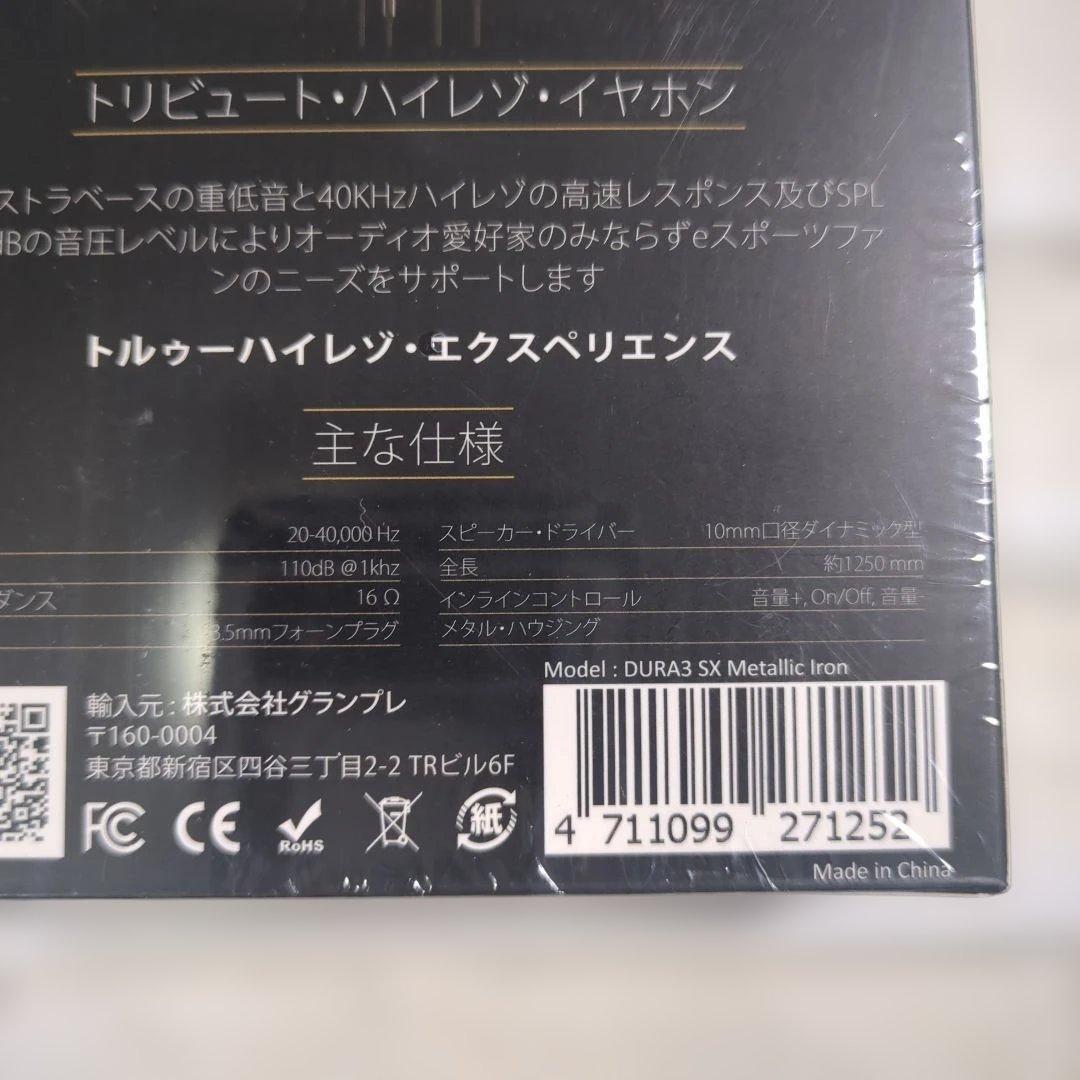 トリビュート・ハイレゾ・イヤホン
ストラベースの重低音と40KHzハイレゾの高速レスポンス及びSPL
Bの音圧レベルによりオーディオ愛好家のみならずeスポーツファ
ンのニーズをサポートします
トルゥーハイレゾ・エクスペリエンス
主な仕様
20-40,000 Hz
110dB @1khz
ダンス 16 Ω
3.5mmフォーンプラグ
スピーカー・ドライバー 10mm口径ダイナミック型
全長 約1250 mm
インラインコントロール 音量+, On/Off, 音量-
メタル・ハウジング
Model : DURA3 SX Metallic Iron
輸入元 : 株式会社グランプレ
〒160-0004
東京都新宿区四谷三丁目2-2 TRビル6F
FC CE RoHS 紙
4 711099 271252
Made in China